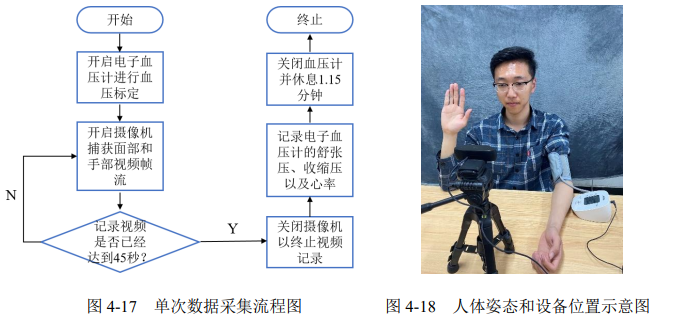 开始
开启电子血
压计进行血
压标定
开启摄像机
捕获面部和
手部视频帧
流
N
记录视频
是否已经
达到45秒？
Y
终止
关闭血压计
并休息1.15
分钟
记录电子血
压计的舒张
压、收缩压
以及心率
关闭摄像机
以终止视频
记录
图 4-17 单次数据采集流程图
图 4-18 人体姿态和设备位置示意图